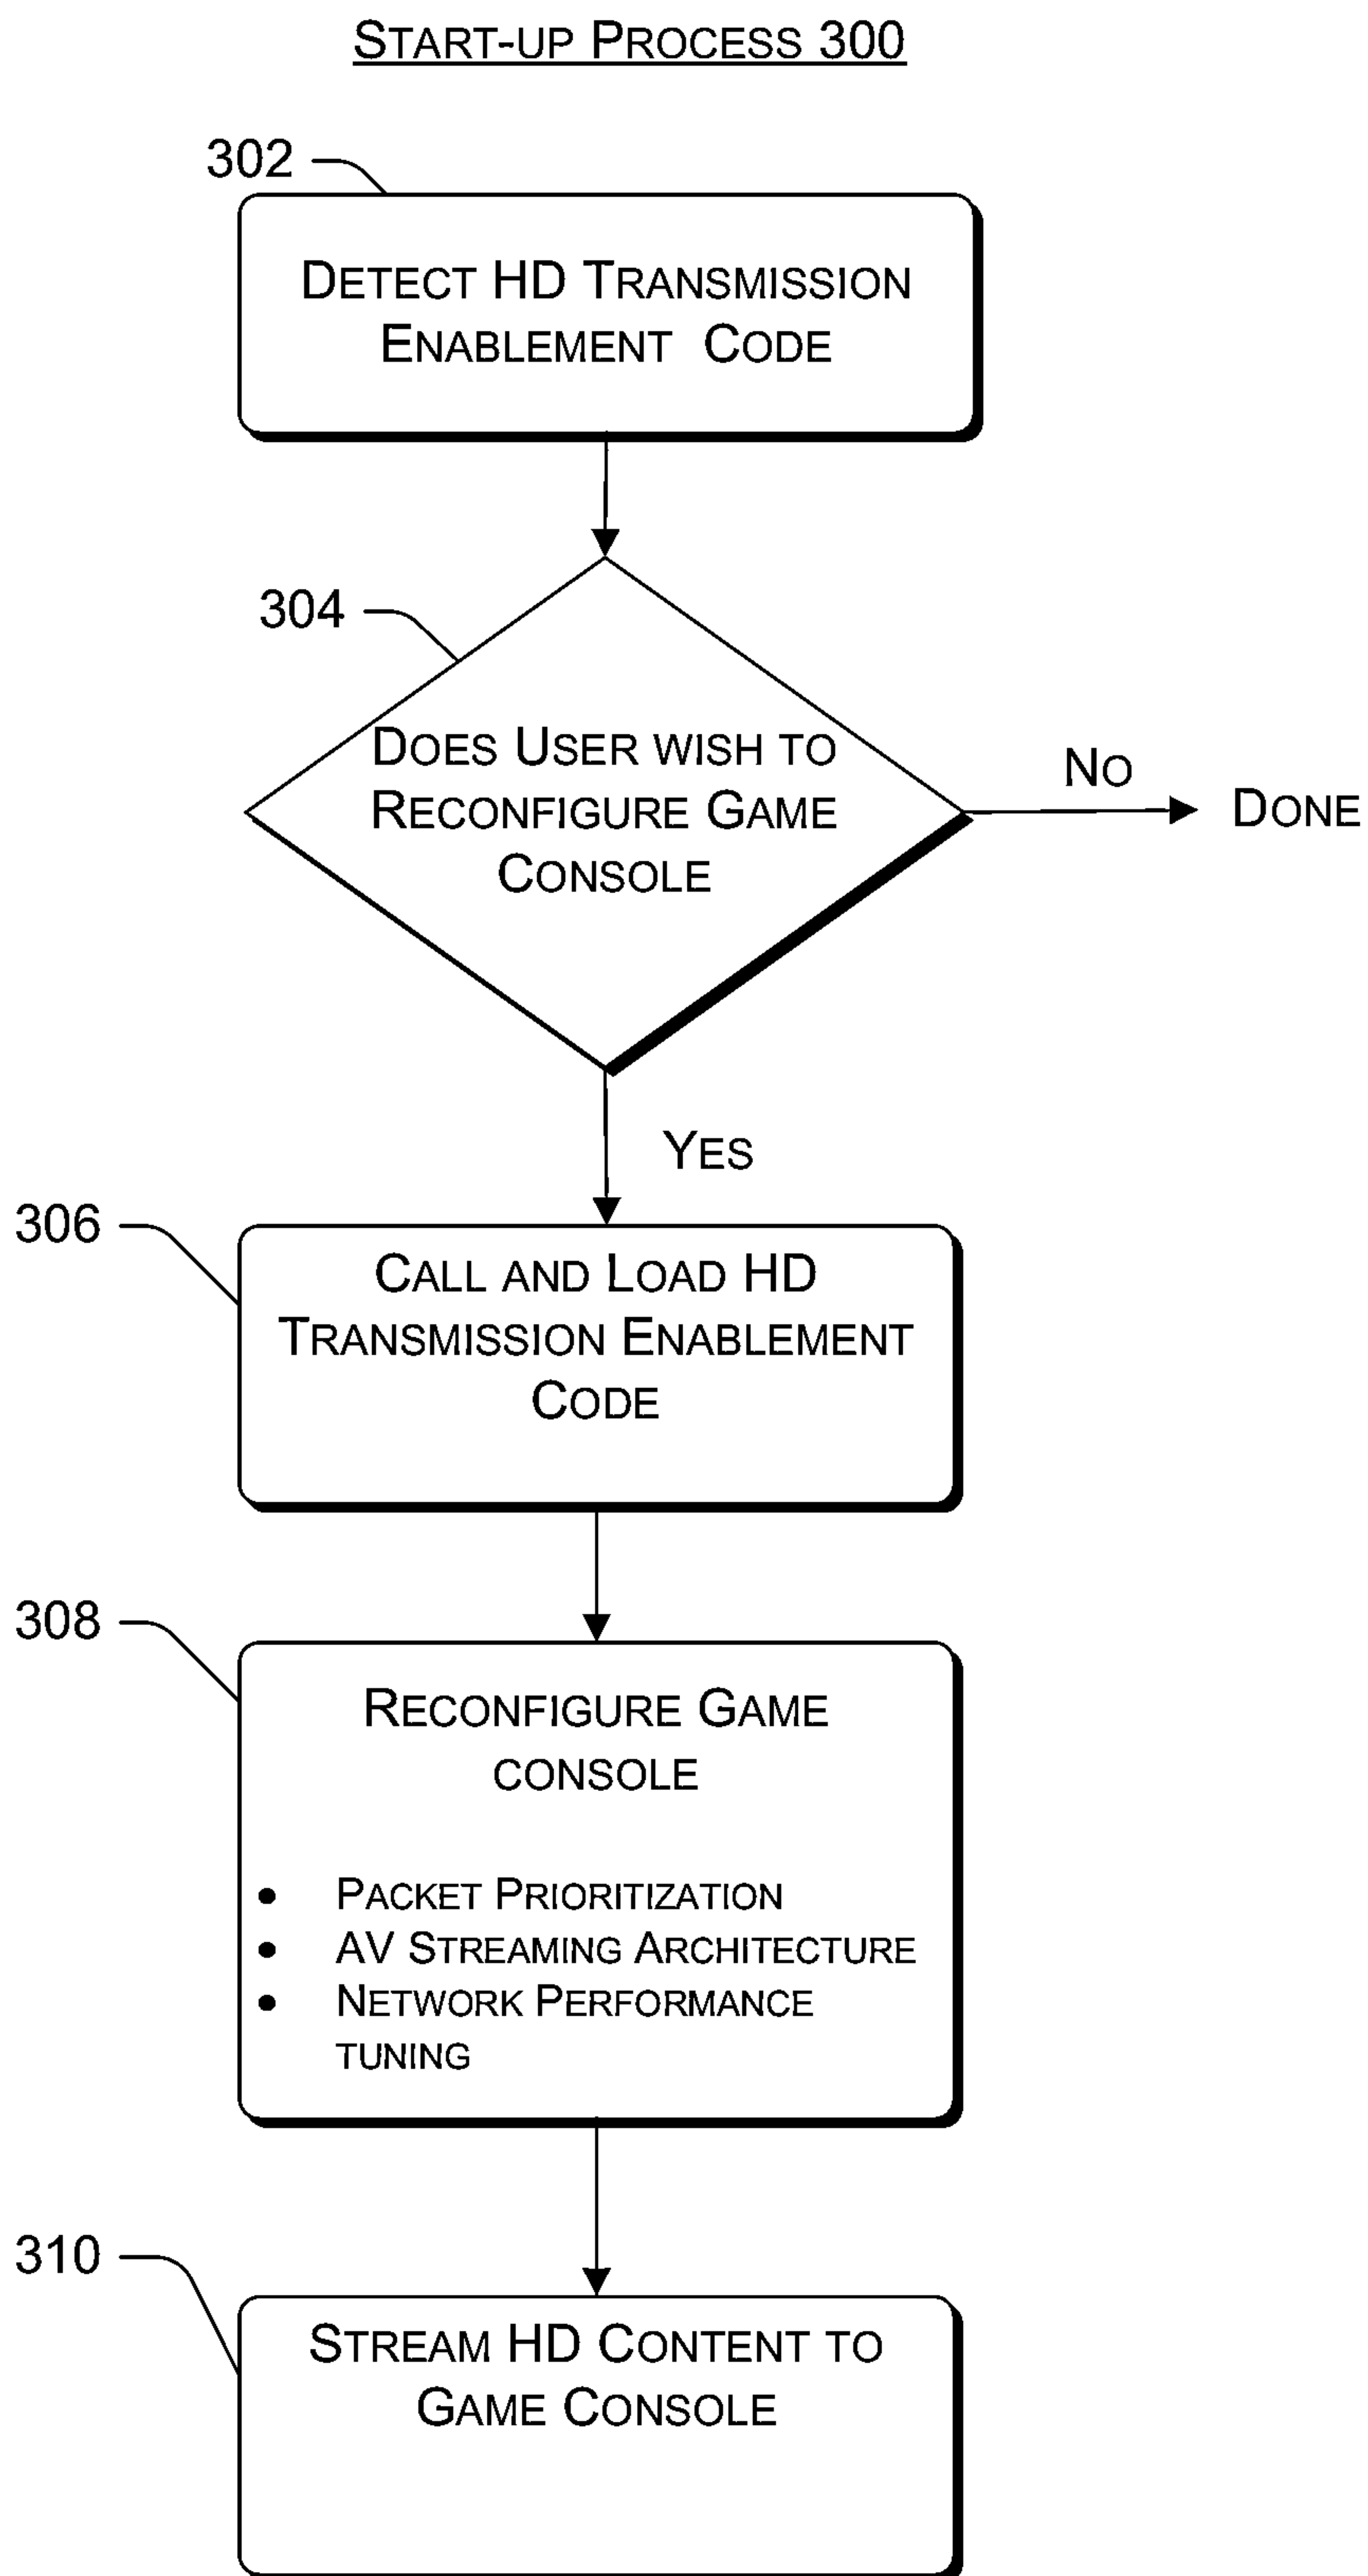 START-UP PROCESS 300
302
DETECT HD TRANSMISSION
ENABLEMENT CODE
304
DOES USER WISH TO
RECONFIGURE GAME
CONSOLE
NO
DONE
YES
306
CALL AND LOAD HD
TRANSMISSION ENABLEMENT
CODE
308
RECONFIGURE GAME
CONSOLE
• PACKET PRIORITIZATION
• AV STREAMING ARCHITECTURE
• NETWORK PERFORMANCE
TUNING
310
STREAM HD CONTENT TO
GAME CONSOLE